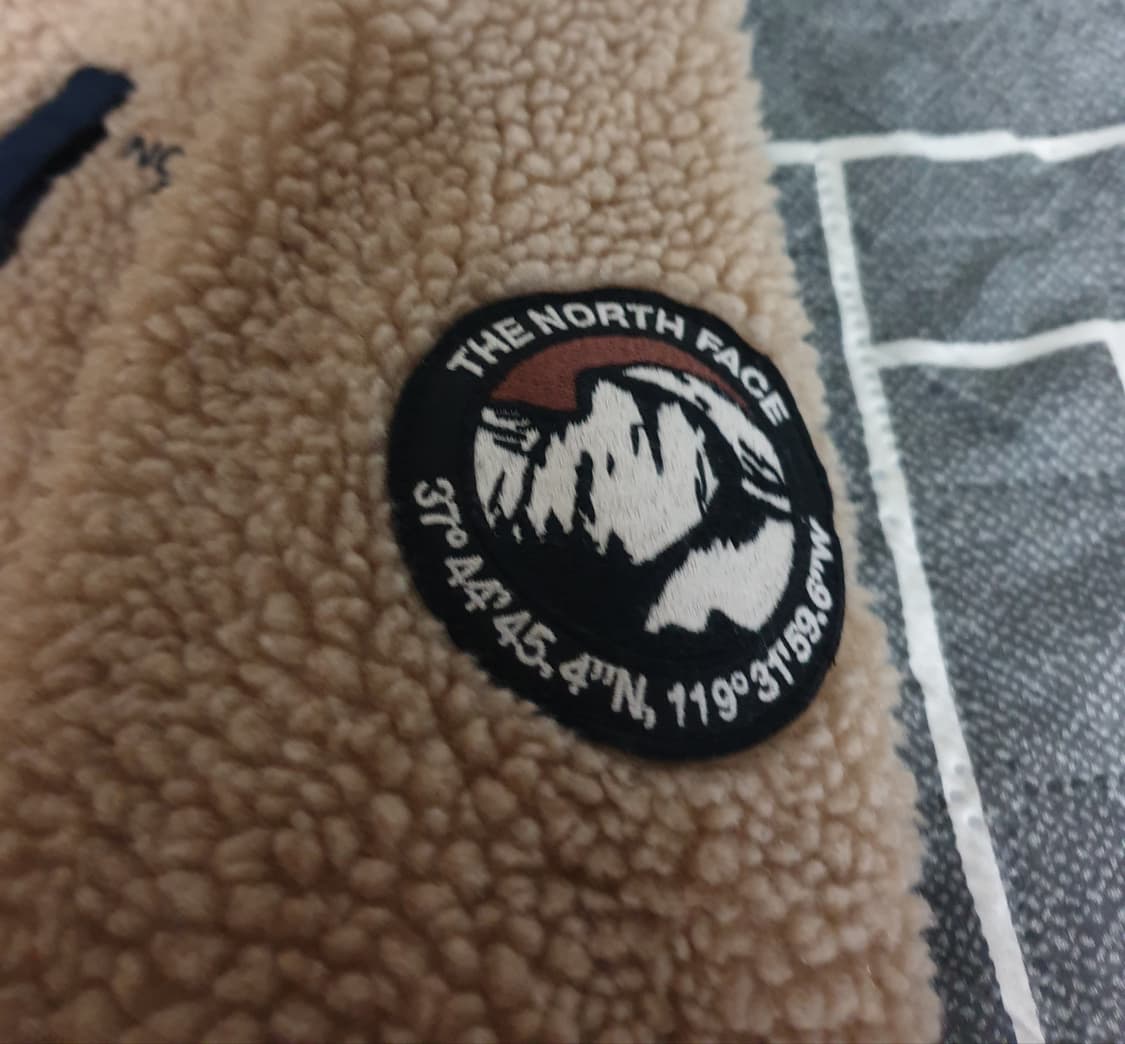 THE NORTH FACE
37° 44' 45, 4"'N, 119° 31' 59.6"W